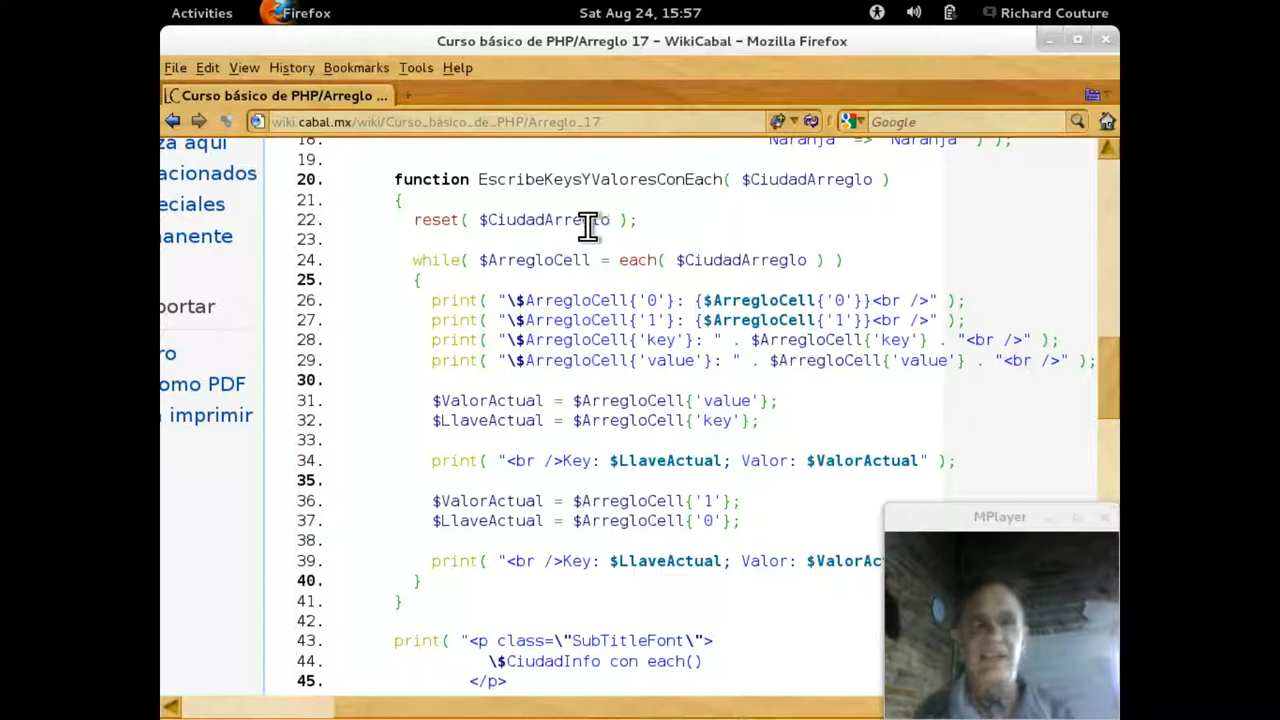 Activities Firefox Sat Aug 24, 15:57 Richard Couture
Curso básico de PHP/Arreglo 17 – WikiCabal – Mozilla Firefox
File Edit View History Bookmarks Tools Help
Curso básico de PHP/Arreglo ...
wiki.cabal.mx/wiki/Curso_básico_de_PHP/Arreglo_17 Google
za aquí
acionados
eciales
nanente
portar
ro
omo PDF
imprimir
18. 'Naranja' => 'Naranja' ) );
19.
20. function EscribeKeysYValoresConEach( $CiudadArreglo )
21. {
22. reset( $CiudadArreglo );
23.
24. while( $ArregloCell = each( $CiudadArreglo ) )
25. {
26. print( "\$ArregloCell{'0'}: {$ArregloCell{'0'}}<br />" );
27. print( "\$ArregloCell{'1'}: {$ArregloCell{'1'}}<br />" );
28. print( "\$ArregloCell{'key'}: " . $ArregloCell{'key'} . "<br />" );
29. print( "\$ArregloCell{'value'}: " . $ArregloCell{'value'} . "<br />" );
30.
31. $ValorActual = $ArregloCell{'value'};
32. $LlaveActual = $ArregloCell{'key'};
33.
34. print( "<br />Key: $LlaveActual; Valor: $ValorActual" );
35.
36. $ValorActual = $ArregloCell{'1'};
37. $LlaveActual = $ArregloCell{'0'};
38.
39. print( "<br />Key: $LlaveActual; Valor: $ValorAc
40. }
41. }
42.
43. print( "<p class=\"SubTitleFont\">
44. \$CiudadInfo con each()
45. </p>
MPlayer